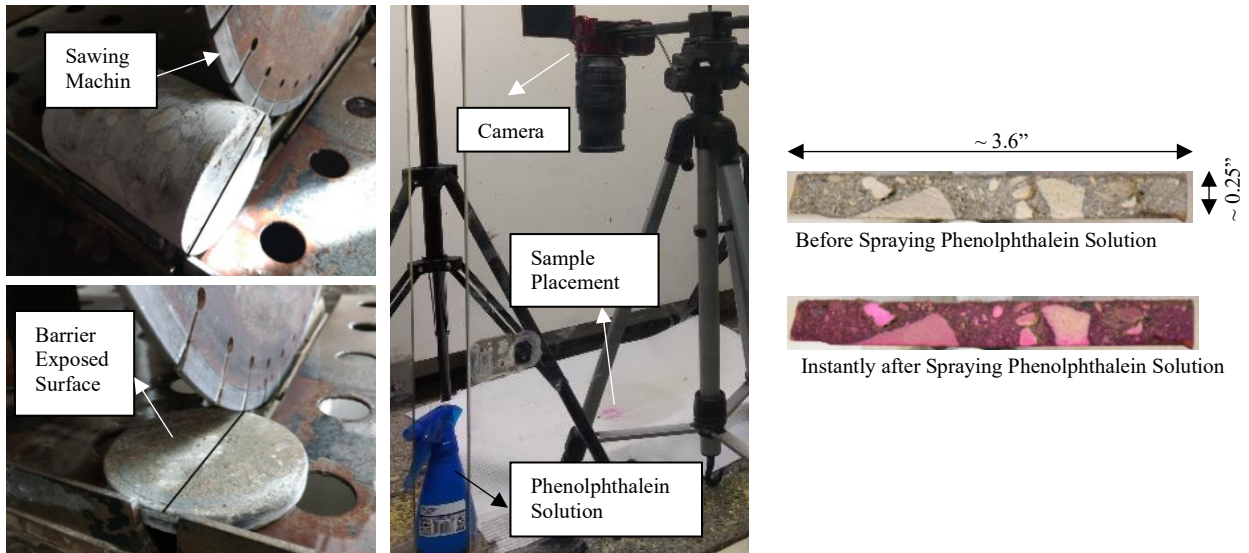 Sawing
Machin
Barrier
Exposed
Surface
Camera
Sample
Placement
Phenolphthalein
Solution
~ 3.6”
~ 0.25”
Before Spraying Phenolphthalein Solution
Instantly after Spraying Phenolphthalein Solution